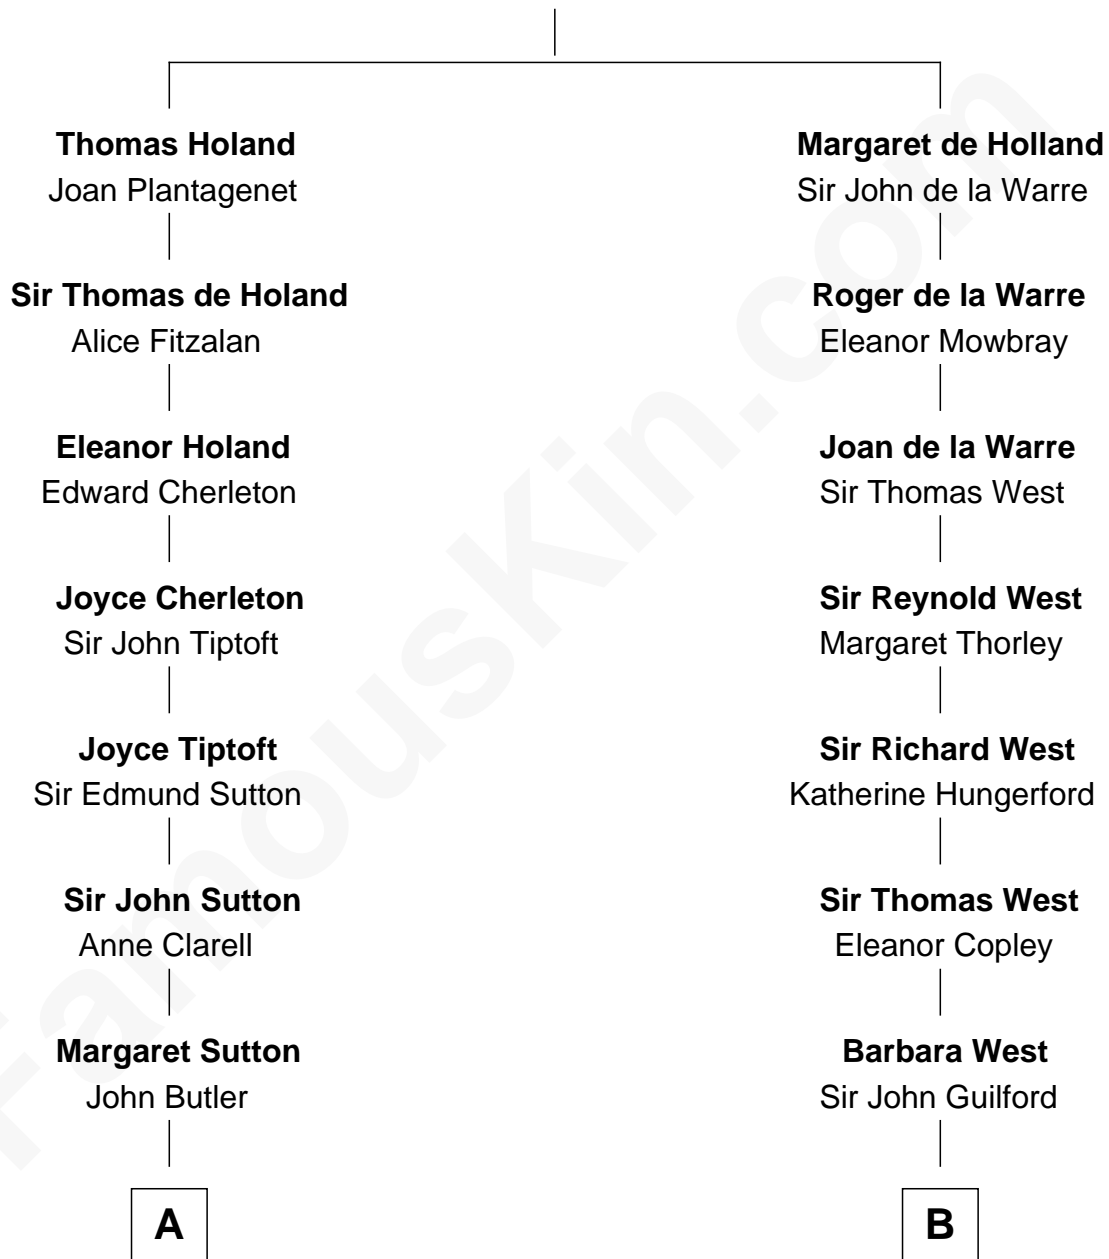 Thomas Holand
Joan Plantagenet
Sir Thomas de Holand
Alice Fitzalan
Eleanor Holand
Edward Cherleton
Joyce Cherleton
Sir John Tiptoft
Joyce Tiptoft
Sir Edmund Sutton
Sir John Sutton
Anne Clarell
Margaret Sutton
John Butler
A
Margaret de Holland
Sir John de la Warre
Roger de la Warre
Eleanor Mowbray
Joan de la Warre
Sir Thomas West
Sir Reynold West
Margaret Thorley
Sir Richard West
Katherine Hungerford
Sir Thomas West
Eleanor Copley
Barbara West
Sir John Guilford
B
FamousKin.com